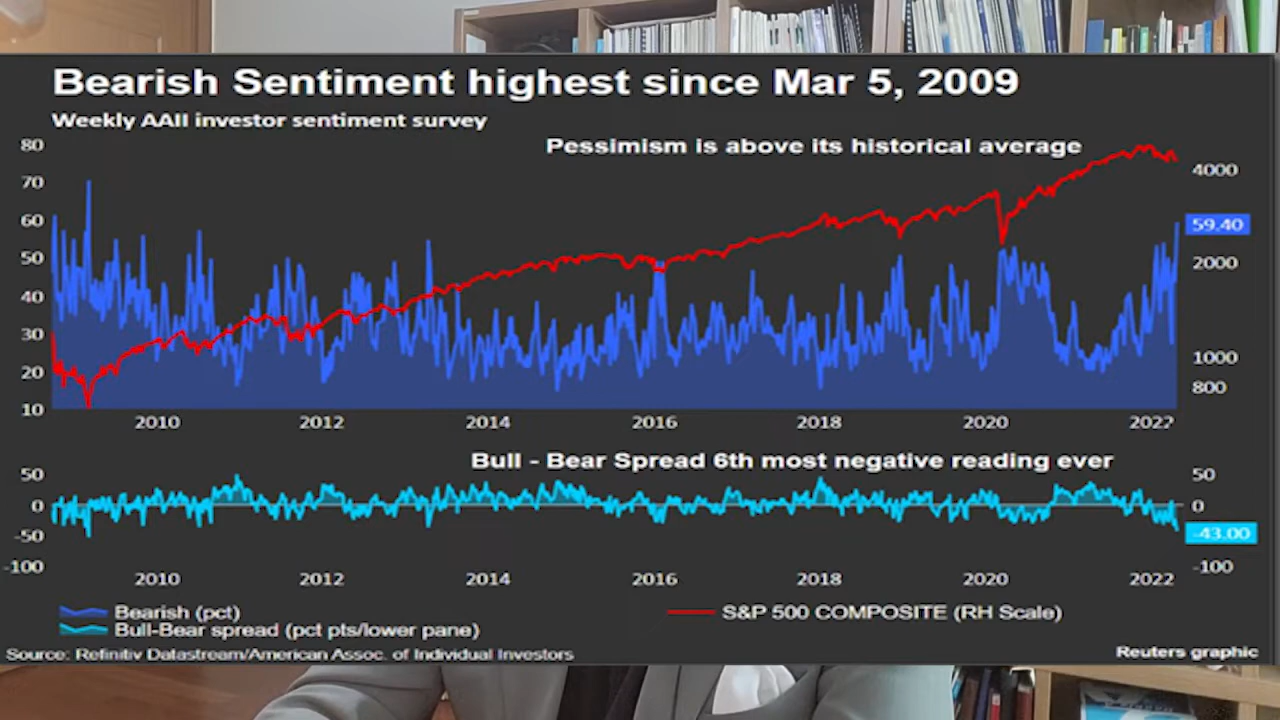 Bearish Sentiment highest since Mar 5, 2009
Weekly AAII investor sentiment survey
Pessimism is above its historical average
80
70
60
50
40
30
20
10
4000
59.40
2000
1000
800
2010 2012 2014 2016 2018 2020 2022
Bull - Bear Spread 6th most negative reading ever
50
0
-50
-100
50
0
-43.00
-100
2010 2012 2014 2016 2018 2020 2022
Bearish (pct)
S&P 500 COMPOSITE (RH Scale)
Bull-Bear spread (pct pts/lower pane)
Source: Refinitiv Datastream/American Assoc. of Individual Investors
Reuters graphic